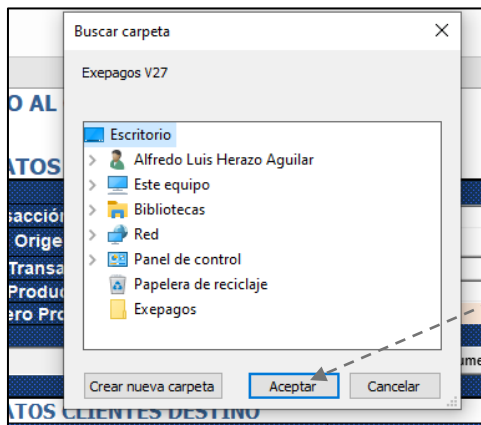 Buscar carpeta
Exepagos V27
O AL
Escritorio
Alfredo Luis Herazo Aguilar
ATOS
Este equipo
Bibliotecas
sacción
Red
Orige
Panel de control
Transa
Papelera de reciclaje
Produc
Exepagos
ero Pro
ume
Crear nueva carpeta
Aceptar
Cancelar
ATOS CLIENTES DESTINO